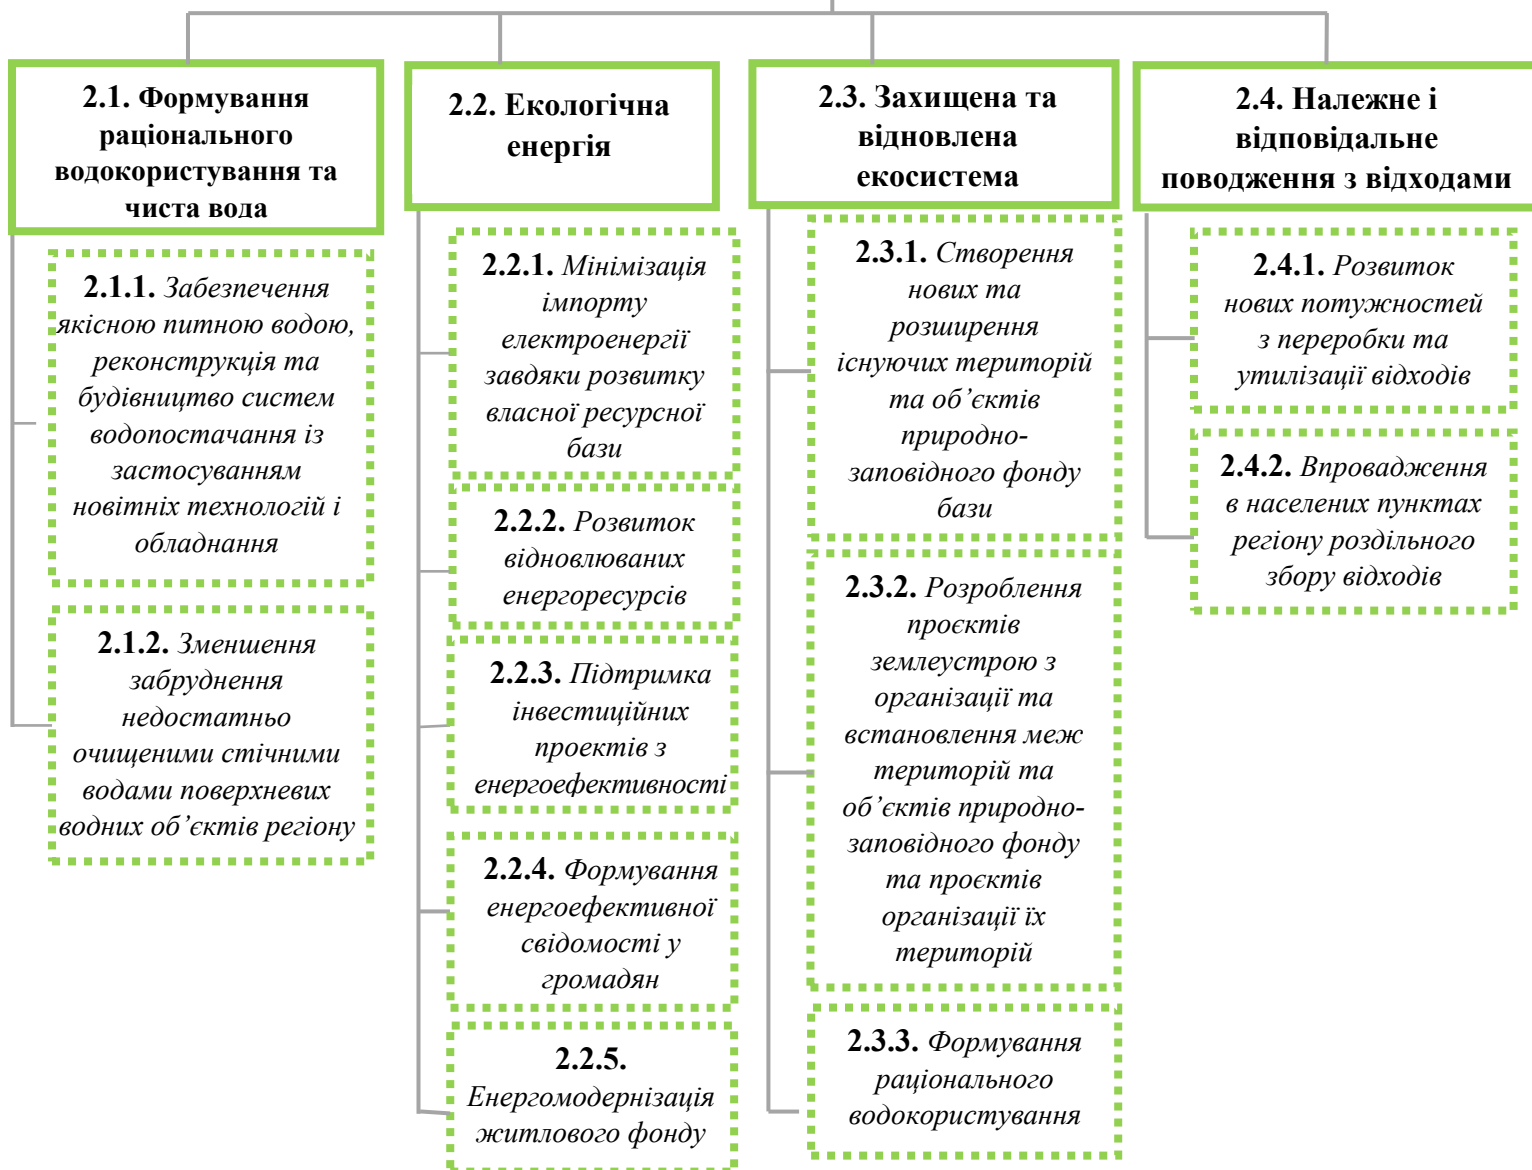 2.1. Формування
раціонального
водокористування та
чиста вода
2.1.1. Забезпечення
якісною питною водою,
реконструкція та
будівництво систем
водопостачання із
застосуванням
новітніх технологій і
обладнання
2.1.2. Зменшення
забруднення
недостатньо
очищеними стічними
водами поверхневих
водних об’єктів регіону
2.2. Екологічна
енергія
2.2.1. Мінімізація
імпорту
електроенергії
завдяки розвитку
власної ресурсної
бази
2.2.2. Розвиток
відновлюваних
енергоресурсів
2.2.3. Підтримка
інвестиційних
проектів з
енергоефективності
2.2.4. Формування
енергоефективної
свідомості у
громадян
2.2.5.
Енергомодернізація
житлового фонду
2.3. Захищена та
відновлена
екосистема
2.3.1. Створення
нових та
розширення
існуючих територій
та об’єктів
природно-
заповідного фонду
бази
2.3.2. Розроблення
проєктів
землеустрою з
організації та
встановлення меж
територій та
об’єктів природно-
заповідного фонду
та проєктів
організації їх
територій
2.3.3. Формування
раціонального
водокористування
2.4. Належне і
відповідальне
поводження з відходами
2.4.1. Розвиток
нових потужностей
з переробки та
утилізації відходів
2.4.2. Впровадження
в населених пунктах
регіону роздільного
збору відходів